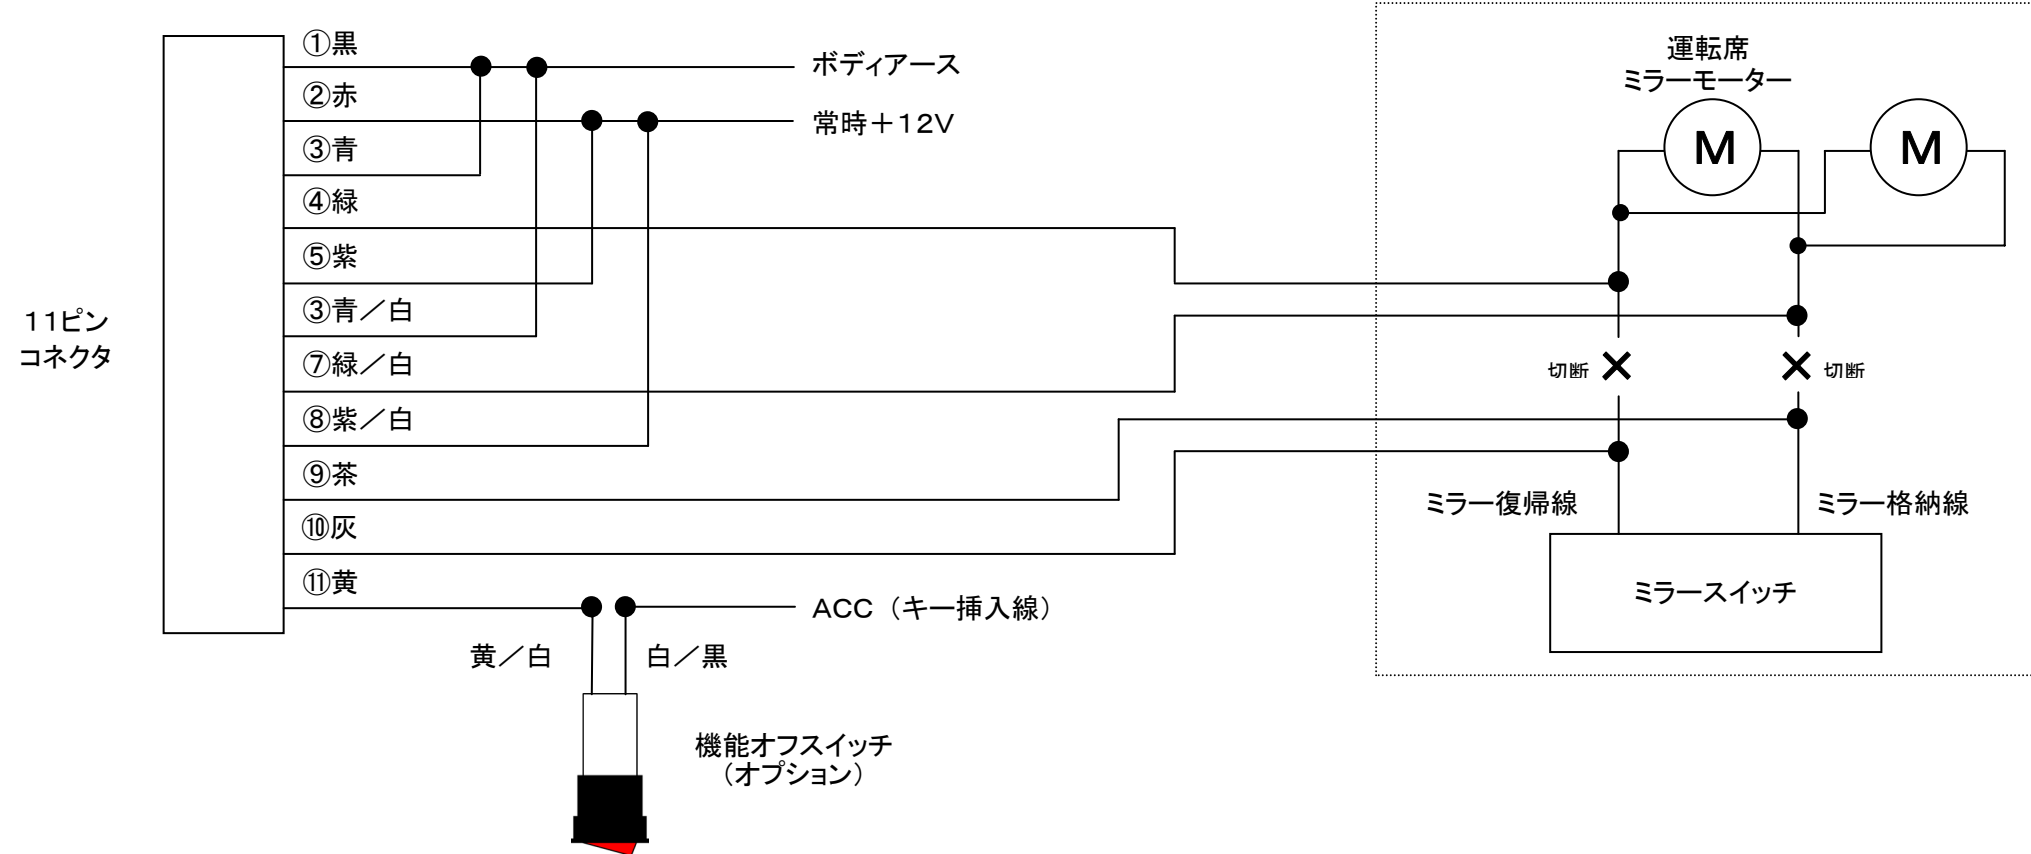 ①黒
ボディアース
②赤
常時＋１２Ｖ
③青
④緑
⑤紫
③青／白
⑦緑／白
⑧紫／白
⑨茶
⑩灰
⑪黄
１１ピン
コネクタ
ACC（キー挿入線）
黄／白
白／黒
機能オフスイッチ
（オプション）
運転席
ミラーモーター
M
M
切断
切断
ミラー復帰線
ミラー格納線
ミラースイッチ